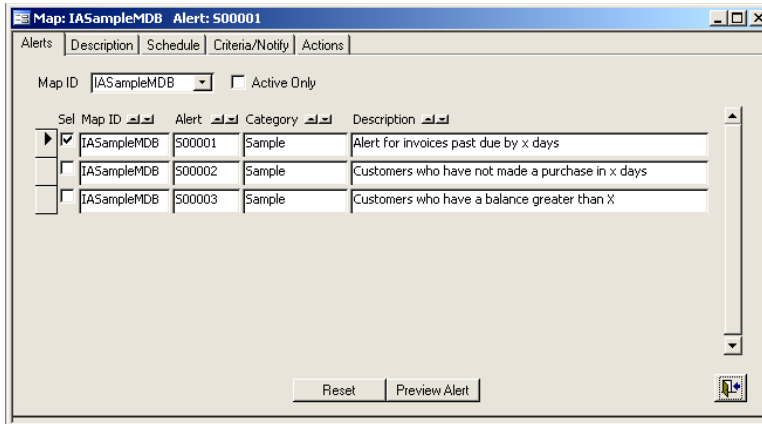 Map: IASampleMDB   Alert: S00001
Alerts Description Schedule Criteria/Notify Actions
Map ID IASampleMDB Active Only
Sel Map ID Alert Category Description
IASampleMDB S00001 Sample Alert for invoices past due by x days
IASampleMDB S00002 Sample Customers who have not made a purchase in x days
IASampleMDB S00003 Sample Customers who have a balance greater than X
Reset Preview Alert